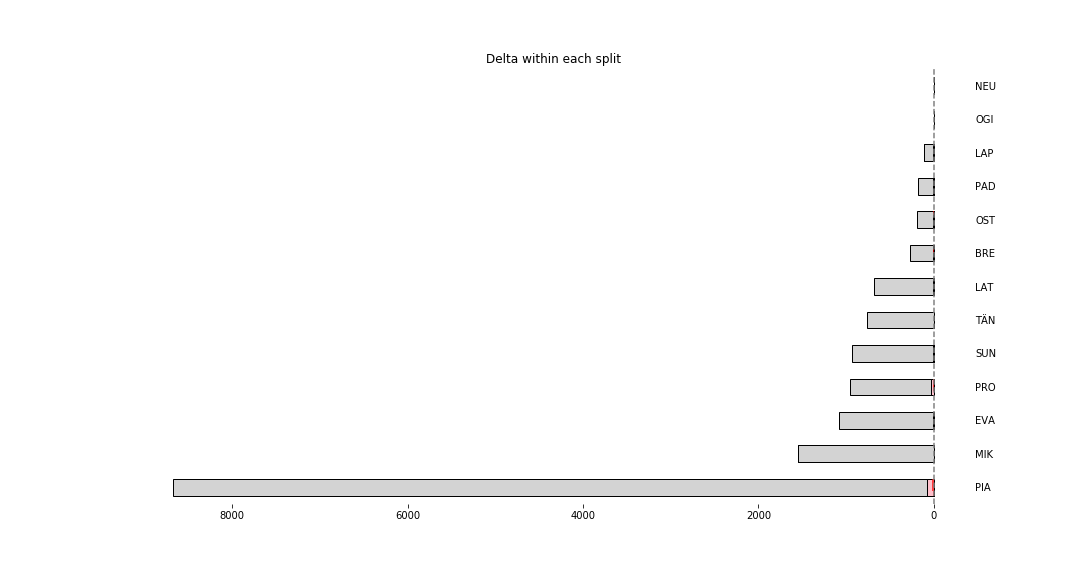 Delta within each split
NEU
OGI
LAP
PAD
OST
BRE
LAT
TÄN
SUN
PRO
EVA
MIK
PIA
8000 6000 4000 2000 0